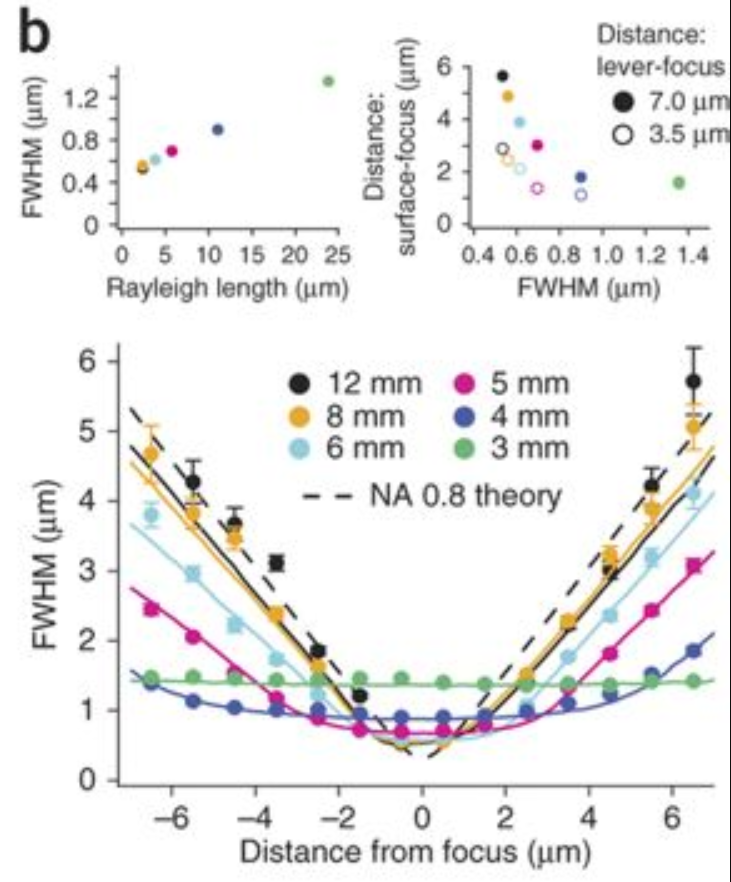 b
FWHM (μm)
1.2
0.8
0.4
0
0 5 10 15 20 25
Rayleigh length (μm)
Distance:
surface-focus (μm)
6
4
2
0
0.4 0.6 0.8 1.0 1.2 1.4
FWHM (μm)
Distance:
lever-focus
7.0 μm
3.5 μm
FWHM (μm)
6
5
4
3
2
1
0
12 mm 5 mm
8 mm 4 mm
6 mm 3 mm
NA 0.8 theory
−6 −4 −2 0 2 4 6
Distance from focus (μm)